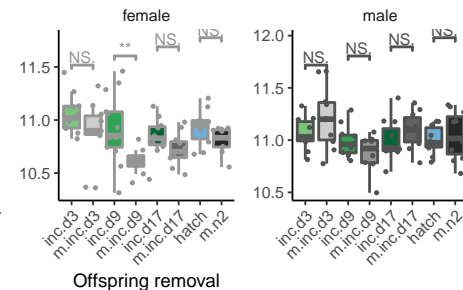 female
male
NS.
**
NS.
NS.
NS.
NS.
NS.
NS.
12.0
11.5
11.0
10.5
11.5
11.0
10.5
inc.d3
m.inc.d3
inc.d9
m.inc.d9
inc.d17
m.inc.d17
hatch
m.n2
inc.d3
m.inc.d3
inc.d9
m.inc.d9
inc.d17
m.inc.d17
hatch
m.n2
Offspring removal